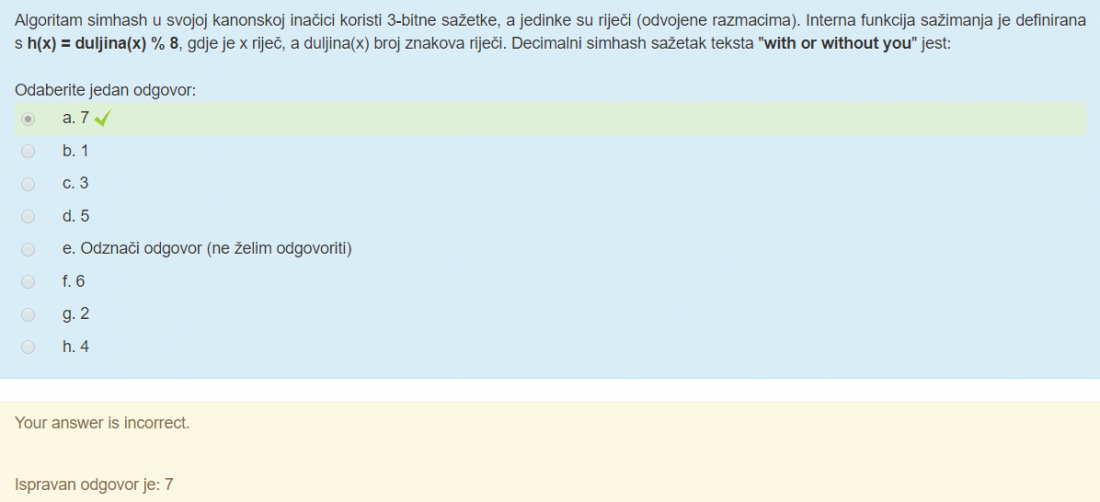 Algoritam simhash u svojoj kanonskoj inačici koristi 3-bitne sažetke, a jedinke su riječi (odvojene razmacima). Interna funkcija sažimanja je definirana
s h(x) = duljina(x) % 8, gdje je x riječ, a duljina(x) broj znakova riječi. Decimalni simhash sažetak teksta "with or without you" jest:
Odaberite jedan odgovor:
a. 7
b. 1
c. 3
d. 5
e. Odznači odgovor (ne želim odgovoriti)
f. 6
g. 2
h. 4
Your answer is incorrect.
Ispravan odgovor je: 7